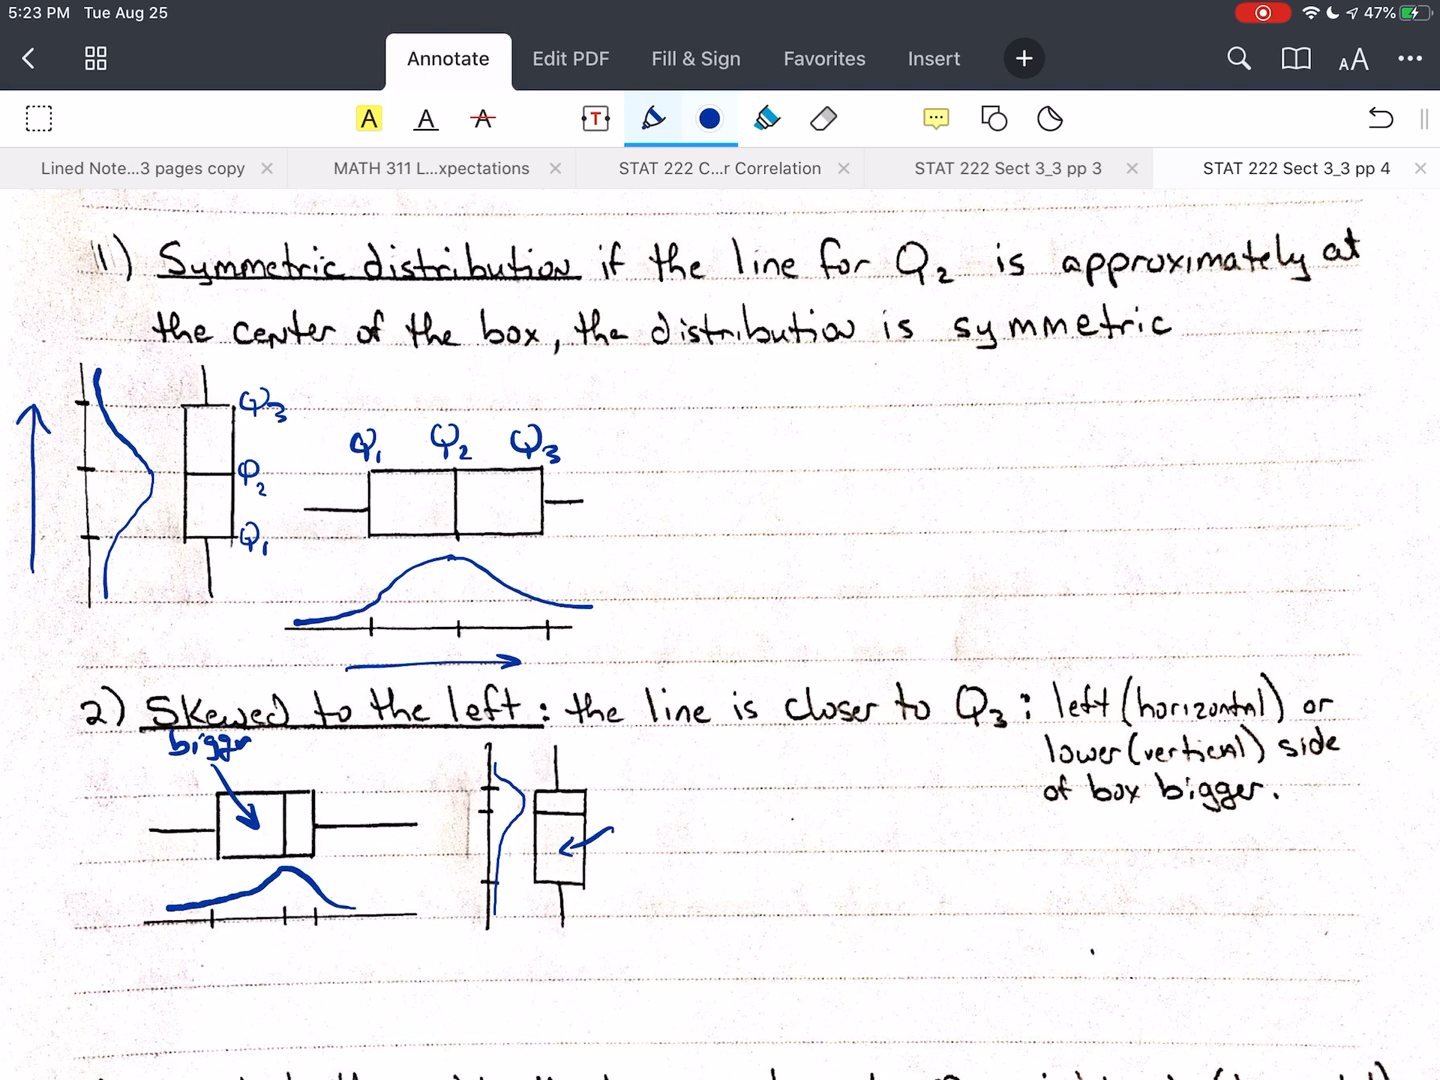 5:23 PM Tue Aug 25
47%
Annotate Edit PDF Fill & Sign Favorites Insert
A A A T AA
Lined Note...3 pages copy × MATH 311 L...xpectations × STAT 222 C...r Correlation × STAT 222 Sect 3_3 pp 3 × STAT 222 Sect 3_3 pp 4 ×
1) Symmetric distribution if the line for Q2 is approximately at
the center of the box, the distribution is symmetric
Q3
Q2
Q1
Q1 Q2 Q3
2) Skewed to the left: the line is closer to Q3: left (horizontal) or
lower (vertical) side
of box bigger.
bigger